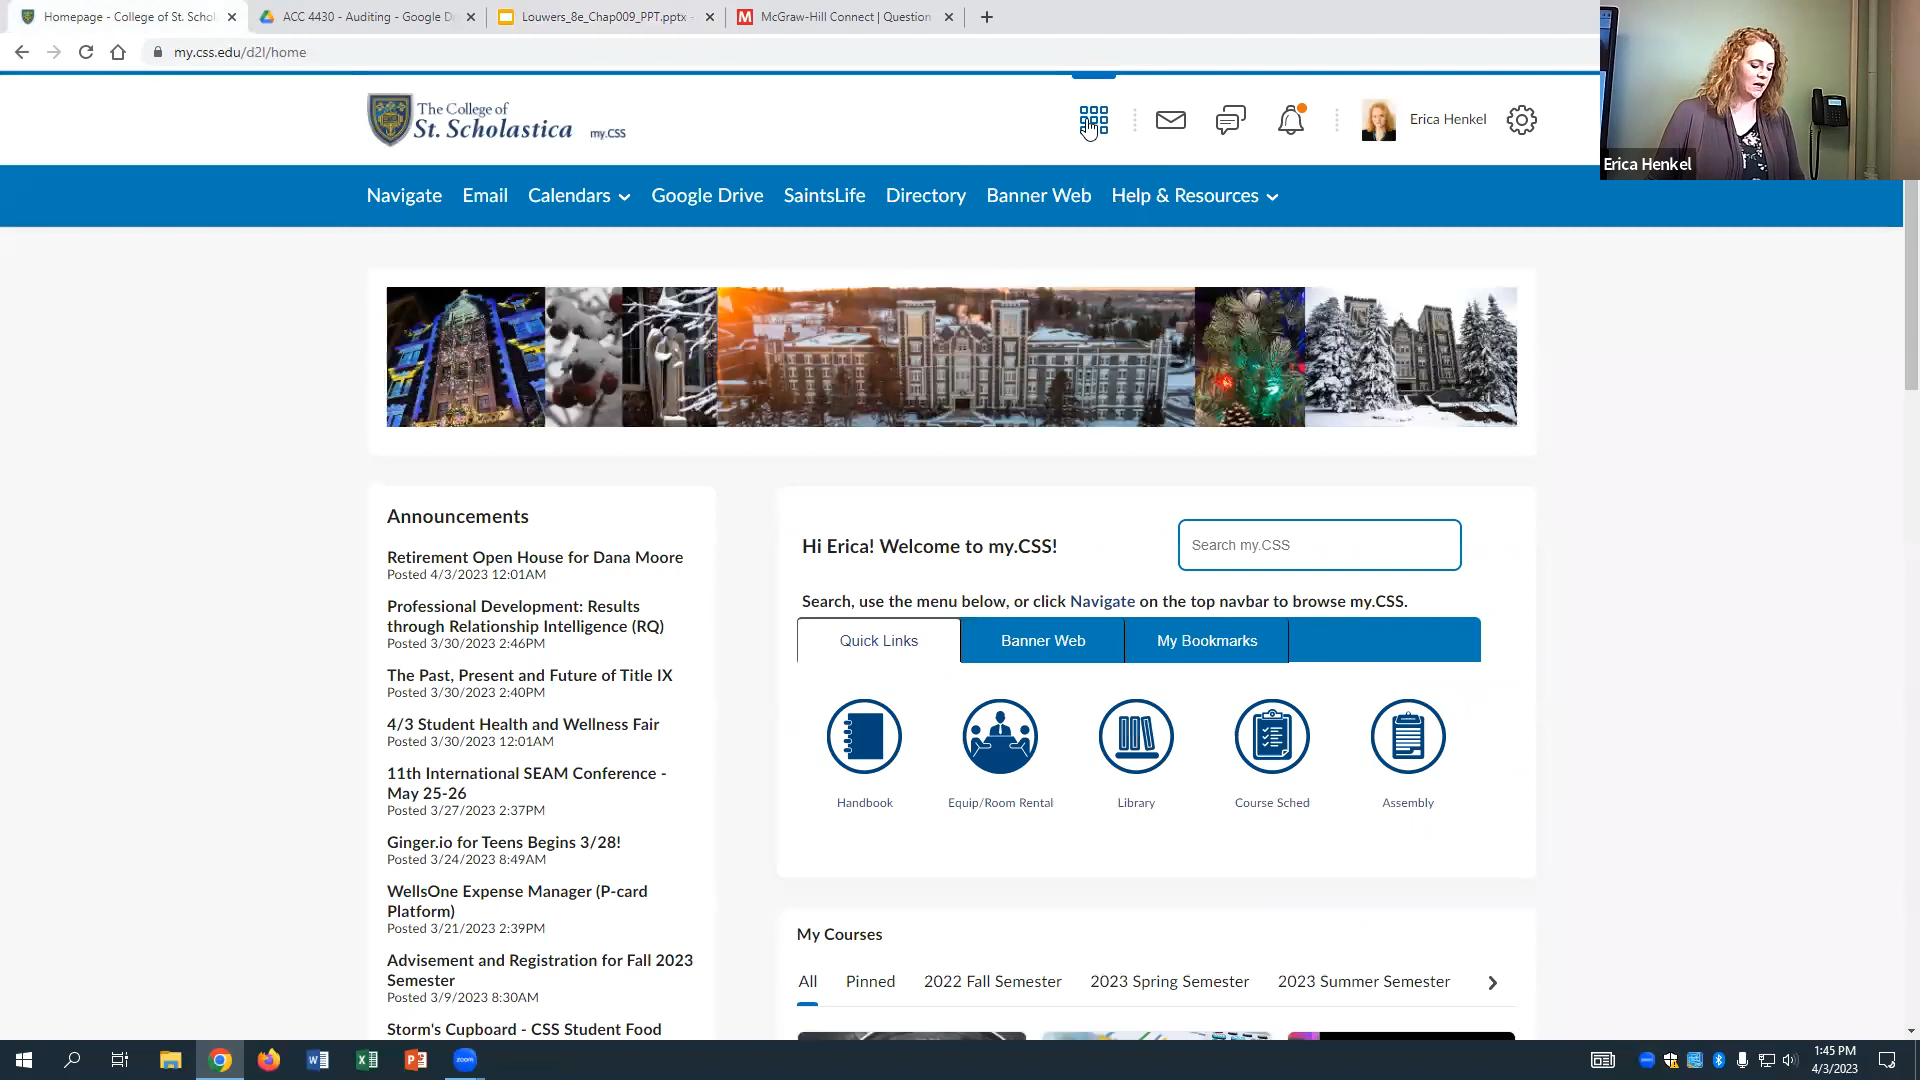 Homepage - College of St. Schol
ACC 4430 - Auditing - Google D
Louwers_8e_Chap009_PPT.pptx -
McGraw-Hill Connect | Question
my.css.edu/d2l/home
The College of
St. Scholastica my.CSS
Erica Henkel
Erica Henkel
Navigate Email Calendars Google Drive SaintsLife Directory Banner Web Help & Resources
Announcements
Retirement Open House for Dana Moore
Posted 4/3/2023 12:01AM
Professional Development: Results
through Relationship Intelligence (RQ)
Posted 3/30/2023 2:46PM
The Past, Present and Future of Title IX
Posted 3/30/2023 2:40PM
4/3 Student Health and Wellness Fair
Posted 3/30/2023 12:01AM
11th International SEAM Conference -
May 25-26
Posted 3/27/2023 2:37PM
Ginger.io for Teens Begins 3/28!
Posted 3/24/2023 8:49AM
WellsOne Expense Manager (P-card
Platform)
Posted 3/21/2023 2:39PM
Advisement and Registration for Fall 2023
Semester
Posted 3/9/2023 8:30AM
Storm's Cupboard - CSS Student Food
Hi Erica! Welcome to my.CSS!
Search my.CSS
Search, use the menu below, or click Navigate on the top navbar to browse my.CSS.
Quick Links Banner Web My Bookmarks
Handbook Equip/Room Rental Library Course Sched Assembly
My Courses
All Pinned 2022 Fall Semester 2023 Spring Semester 2023 Summer Semester
zoom
1:45 PM
4/3/2023